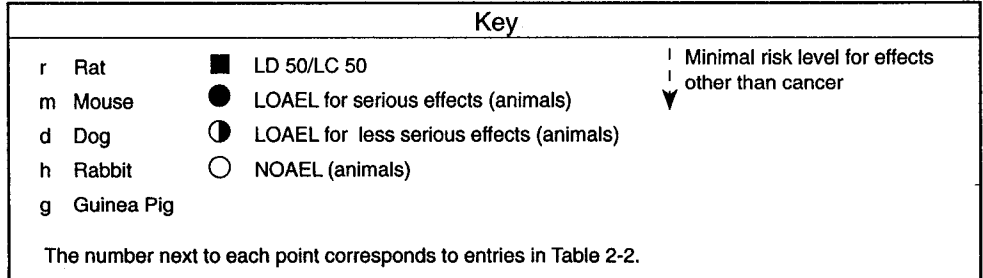 Key
r Rat LD 50/LC 50 Minimal risk level for effects
other than cancer
m Mouse LOAEL for serious effects (animals)
d Dog LOAEL for less serious effects (animals)
h Rabbit NOAEL (animals)
g Guinea Pig
The number next to each point corresponds to entries in Table 2-2.